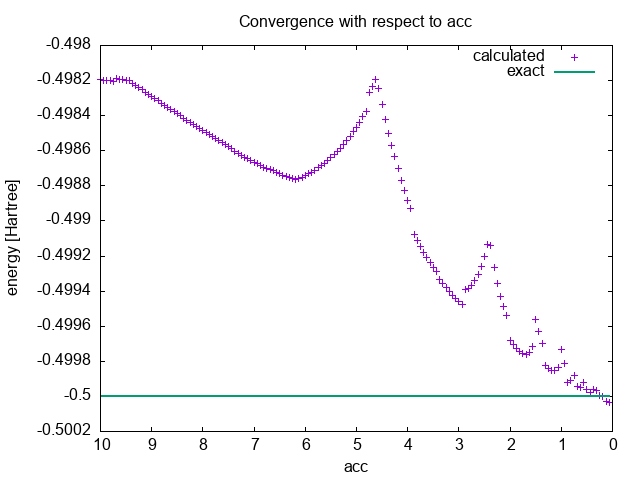 Convergence with respect to acc
calculated
exact
-0.498
-0.4982
-0.4984
-0.4986
-0.4988
-0.499
-0.4992
-0.4994
-0.4996
-0.4998
-0.5
-0.5002
energy [Hartree]
10 9 8 7 6 5 4 3 2 1 0
acc